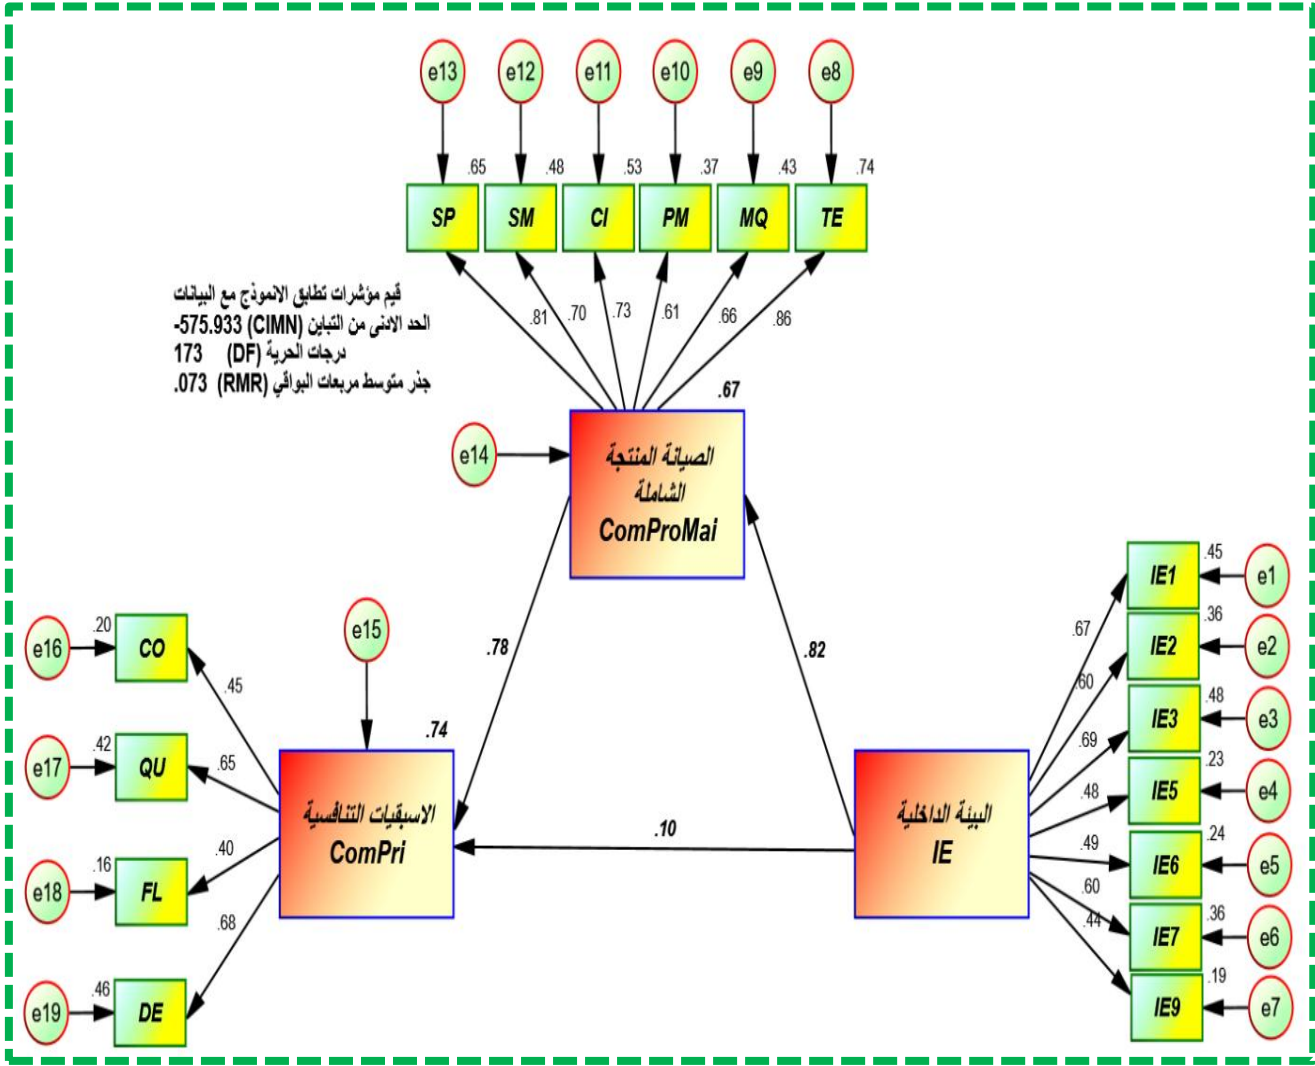 e13 e12 e11 e10 e9 e8
.65 .48 .53 .37 .43 .74
SP SM CI PM MQ TE
قيم مؤشرات تطابق الانموذج مع البيانات
الحد الادنى من التباين (CIMN) 575.933-
درجات الحرية (DF) 173
جذر متوسط مربعات البواقي (RMR) .073
.81 .70 .73 .61 .66 .86
.67
e14
الصيانة المنتجة
الشاملة
ComProMai
.78
.82
e15
.74
الاسبقيات التنافسية
ComPri
.10
البيئة الداخلية
IE
e16 .20 CO .45
e17 .42 QU .65
e18 .16 FL .40
e19 .46 DE .68
.67 IE1 .45 e1
.60 IE2 .36 e2
.69 IE3 .48 e3
.48 IE5 .23 e4
.49 IE6 .24 e5
.60 IE7 .36 e6
.44 IE9 .19 e7